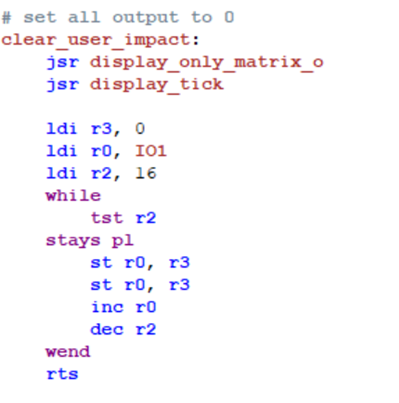 # set all output to 0
clear_user_impact:
    jsr display_only_matrix_o
    jsr display_tick

    ldi r3, 0
    ldi r0, IO1
    ldi r2, 16
    while
        tst r2
    stays pl
        st r0, r3
        st r0, r3
        inc r0
        dec r2
    wend
    rts